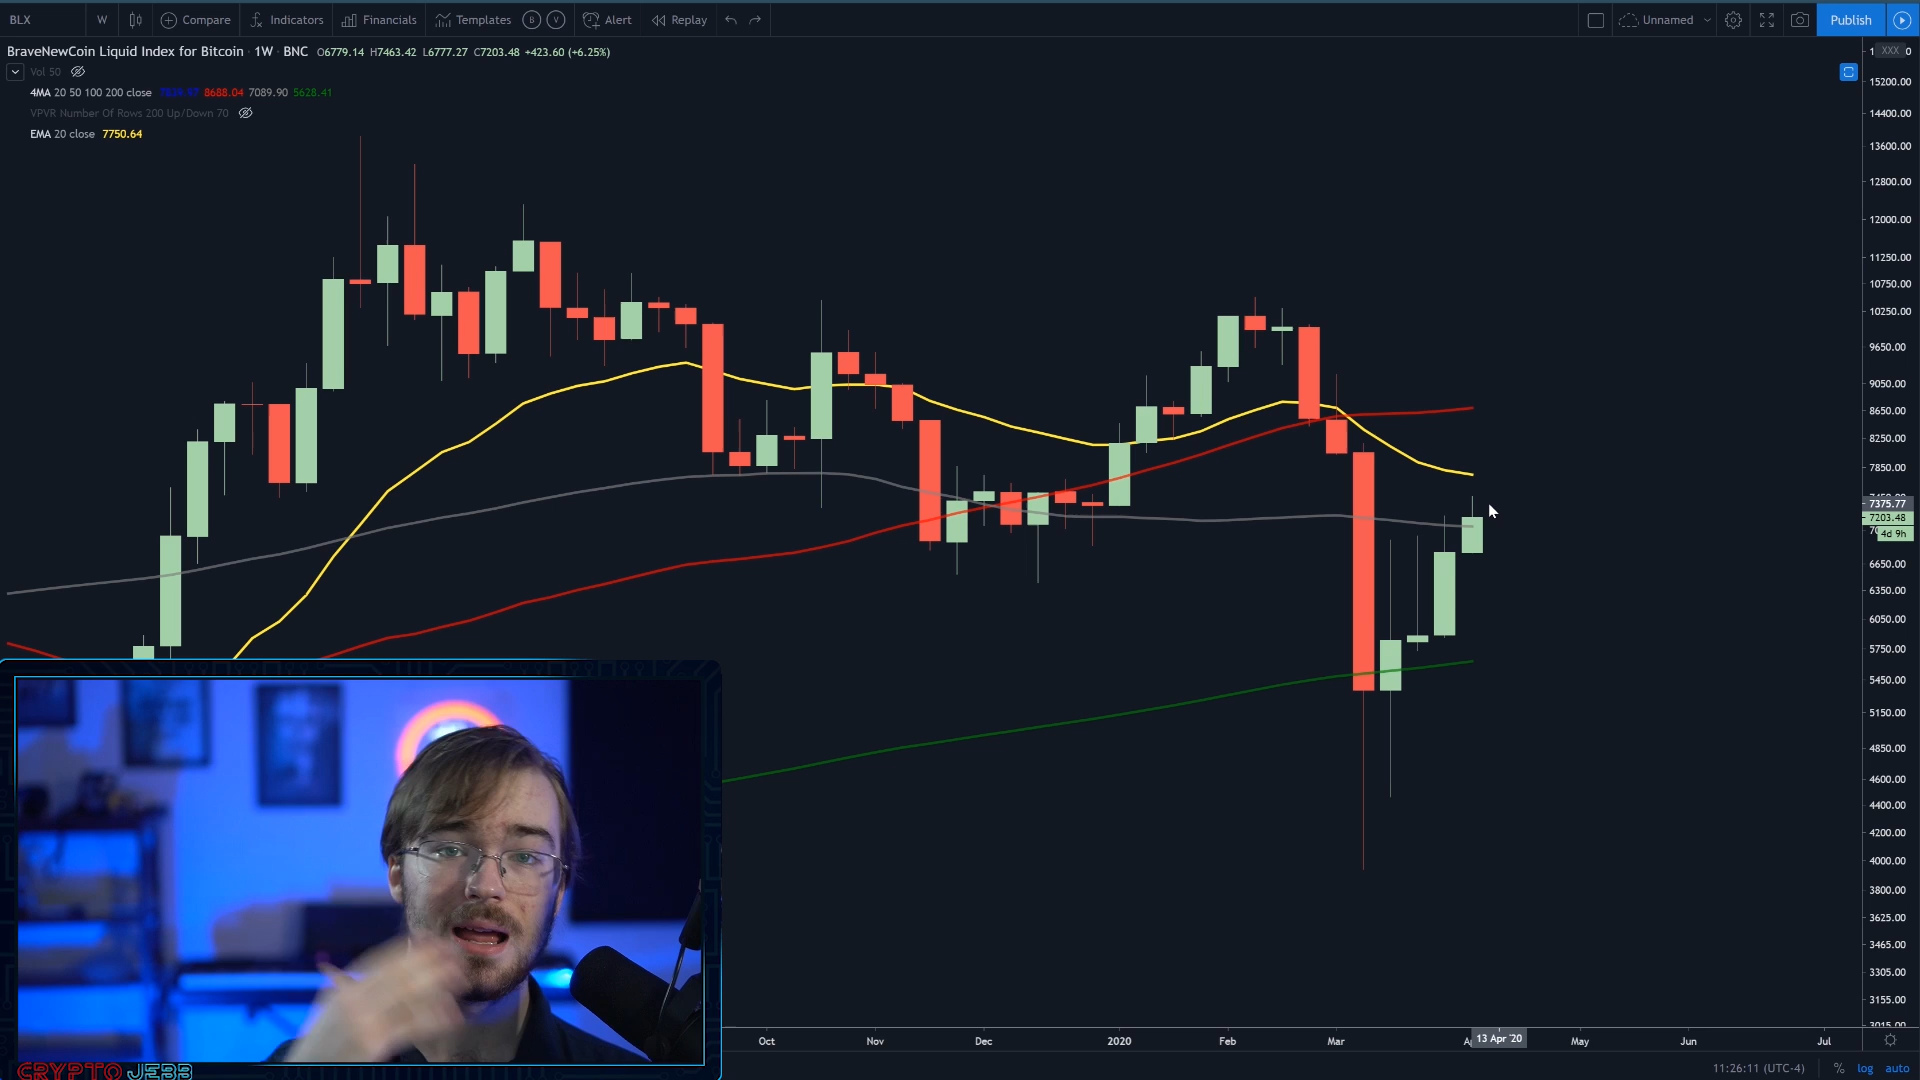 BLX W Compare Indicators Financials Templates B V Alert Replay Unnamed Publish
BraveNewCoin Liquid Index for Bitcoin · 1W · BNC O6779.14 H7463.42 L6777.27 C7203.48 +423.60 (+6.25%)
Vol 50
4MA 20 50 100 200 close 8688.04 7089.90 5628.41
VPVR Number Of Rows 200 Up/Down 70
EMA 20 close 7750.64
XXX
15200.00
14400.00
13600.00
12800.00
12000.00
11250.00
10750.00
10250.00
9650.00
9050.00
8650.00
8250.00
7850.00
7375.77
7203.48
4d 9h
6650.00
6350.00
6050.00
5750.00
5450.00
5150.00
4850.00
4600.00
4400.00
4200.00
4000.00
3800.00
3625.00
3465.00
3305.00
3155.00
3015.00
Oct Nov Dec 2020 Feb Mar 13 Apr '20 May Jun Jul
11:26:11 (UTC-4) % log auto
CRYPTO JEBB